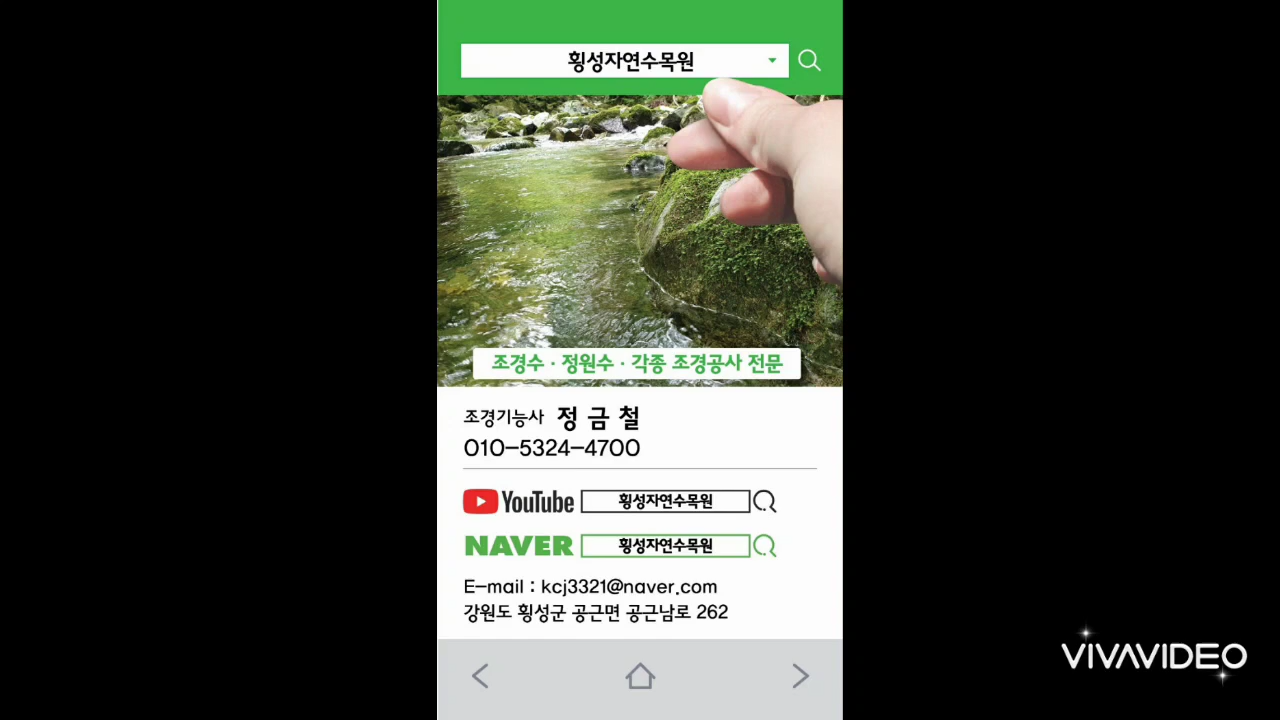 횡성자연수목원
조경수 · 정원수 · 각종 조경공사 전문
조경기능사 정 금 철
010-5324-4700
YouTube 횡성자연수목원
NAVER 횡성자연수목원
E-mail : kcj3321@naver.com
강원도 횡성군 공근면 공근남로 262
VIVAVIDEO